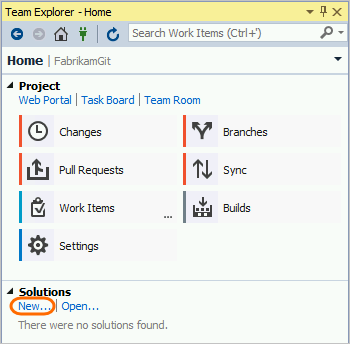 Team Explorer - Home
Search Work Items (Ctrl+')
Home | FabrikamGit
Project
Web Portal | Task Board | Team Room
Changes
Branches
Pull Requests
Sync
Work Items
...
Builds
Settings
Solutions
New... | Open...
There were no solutions found.